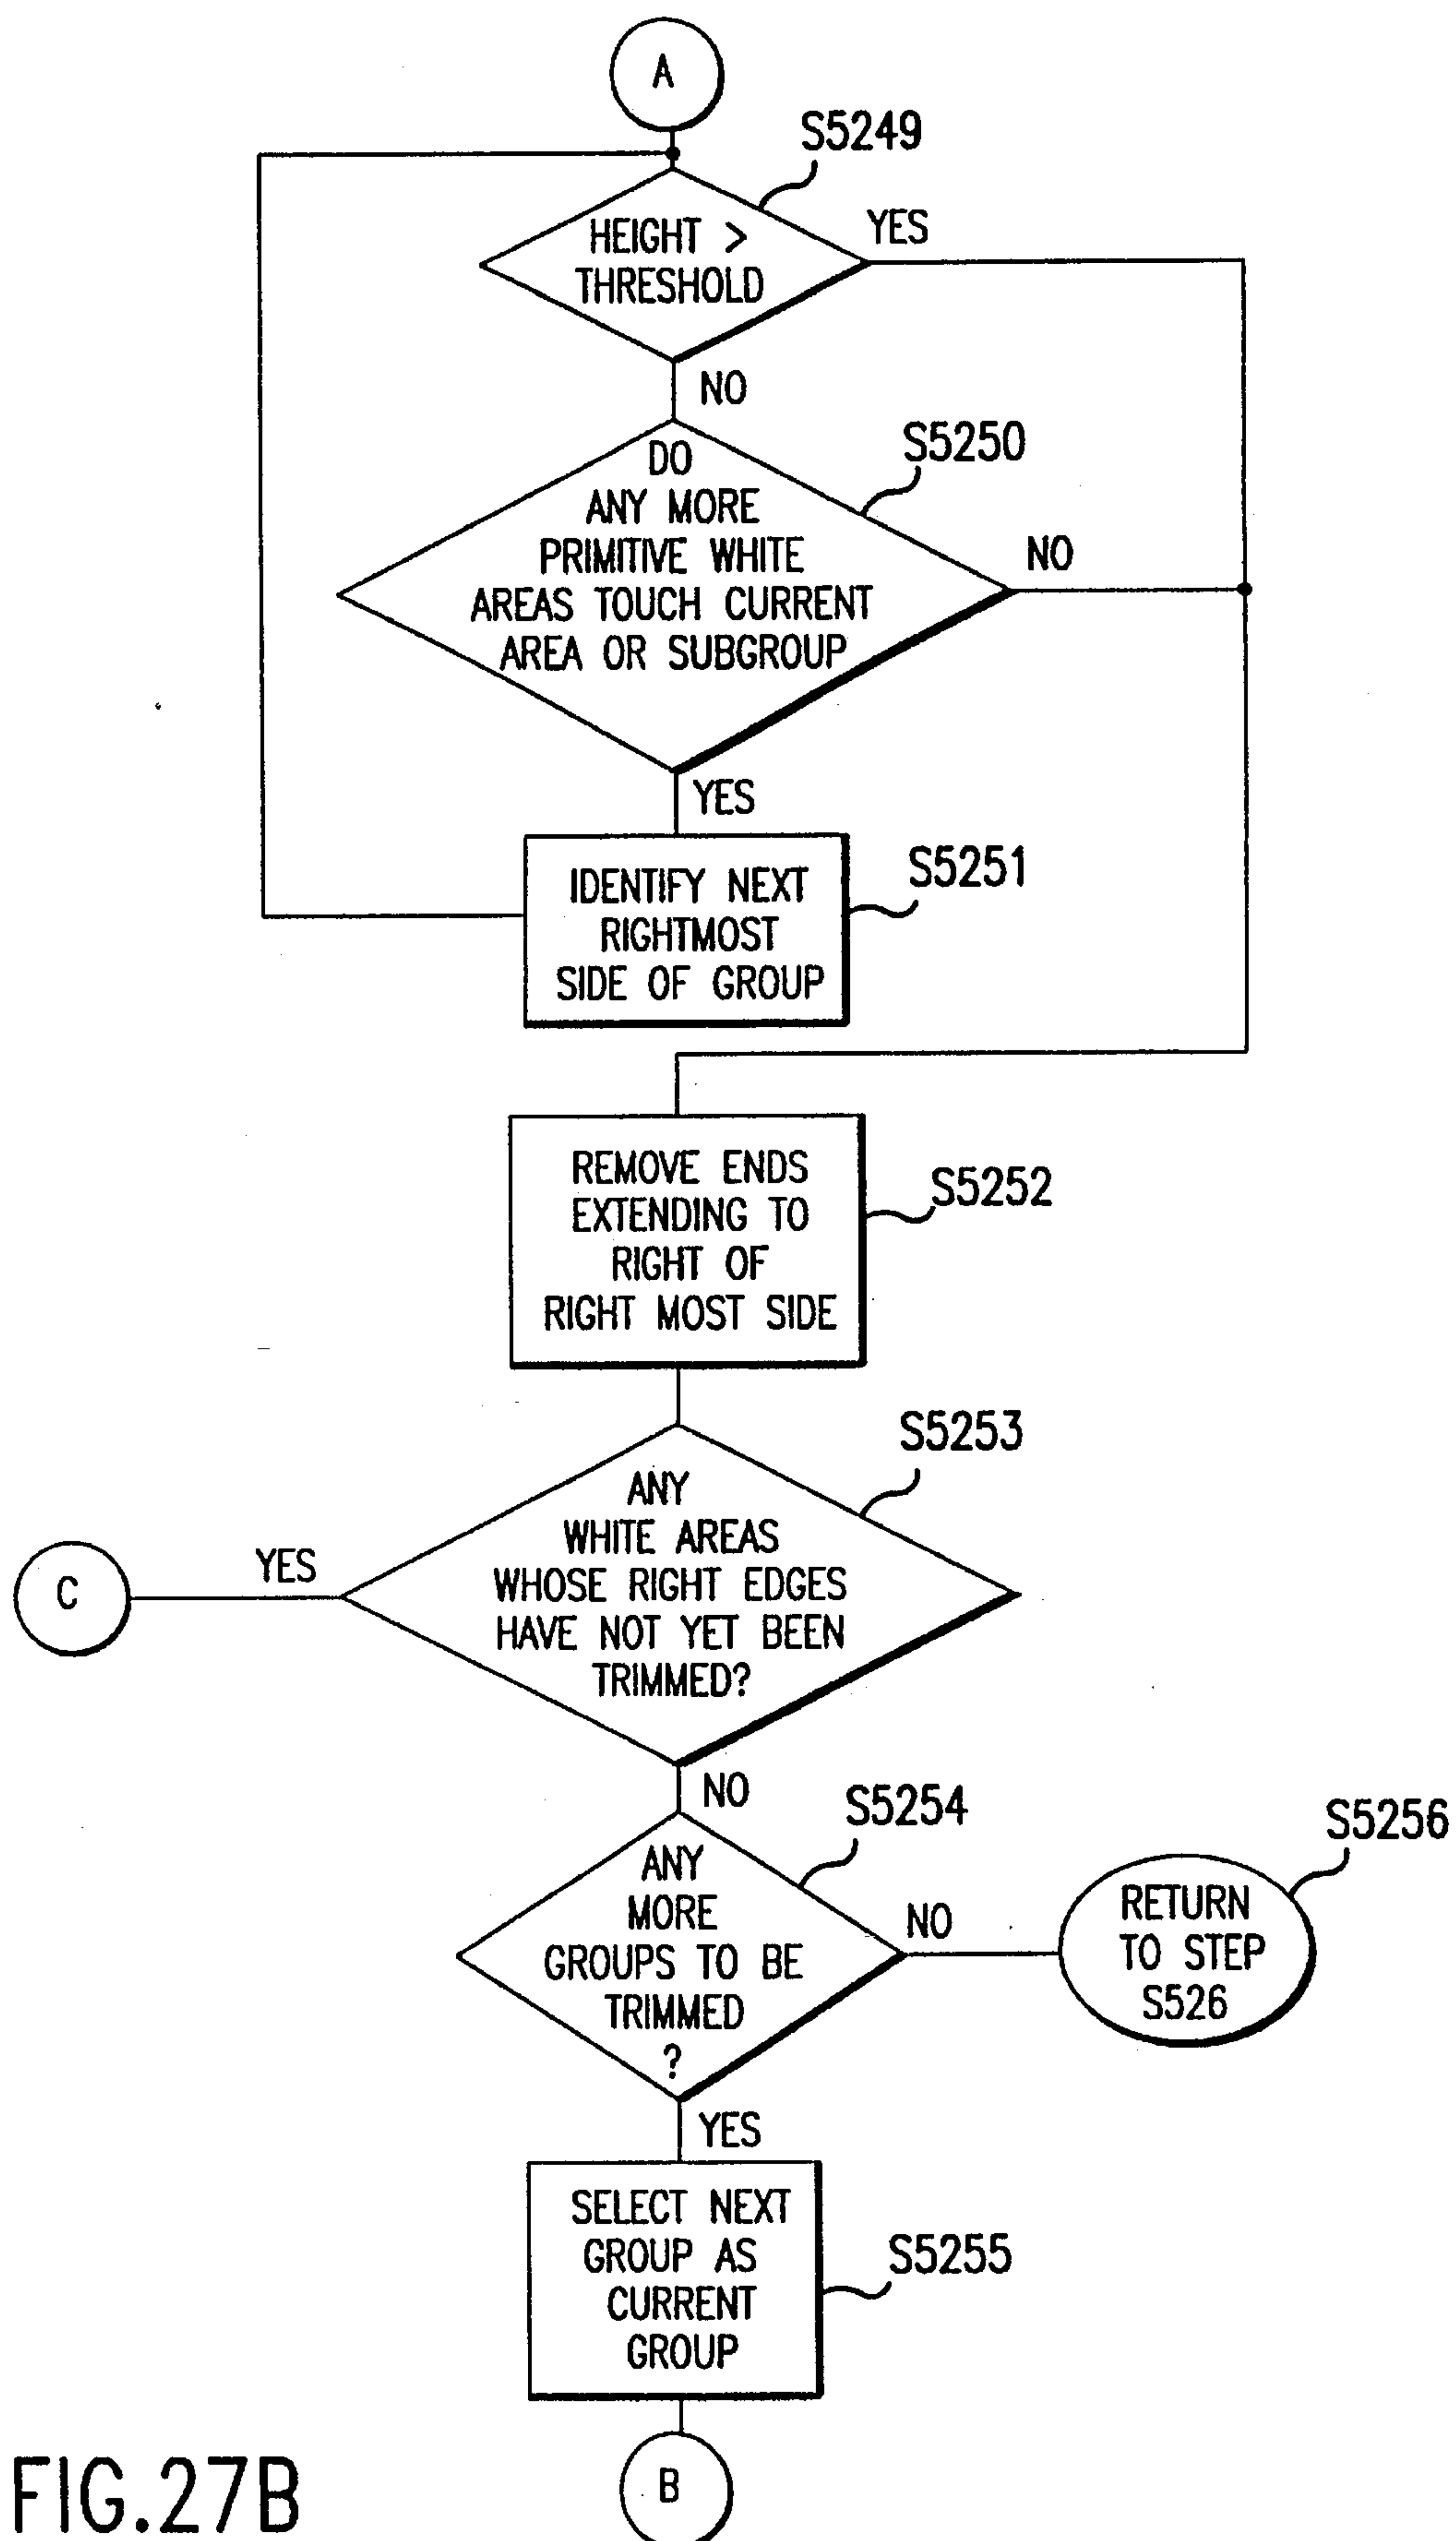 A
S5249
HEIGHT >
THRESHOLD
YES
NO
S5250
DO
ANY MORE
PRIMITIVE WHITE
AREAS TOUCH CURRENT
AREA OR SUBGROUP
NO
YES
S5251
IDENTIFY NEXT
RIGHTMOST
SIDE OF GROUP
REMOVE ENDS
EXTENDING TO
RIGHT OF
RIGHT MOST SIDE
S5252
S5253
ANY
WHITE AREAS
WHOSE RIGHT EDGES
HAVE NOT YET BEEN
TRIMMED?
YES
C
NO
S5254
ANY
MORE
GROUPS TO BE
TRIMMED
?
NO
S5256
RETURN
TO STEP
S526
YES
SELECT NEXT
GROUP AS
CURRENT
GROUP
S5255
B
FIG.27B